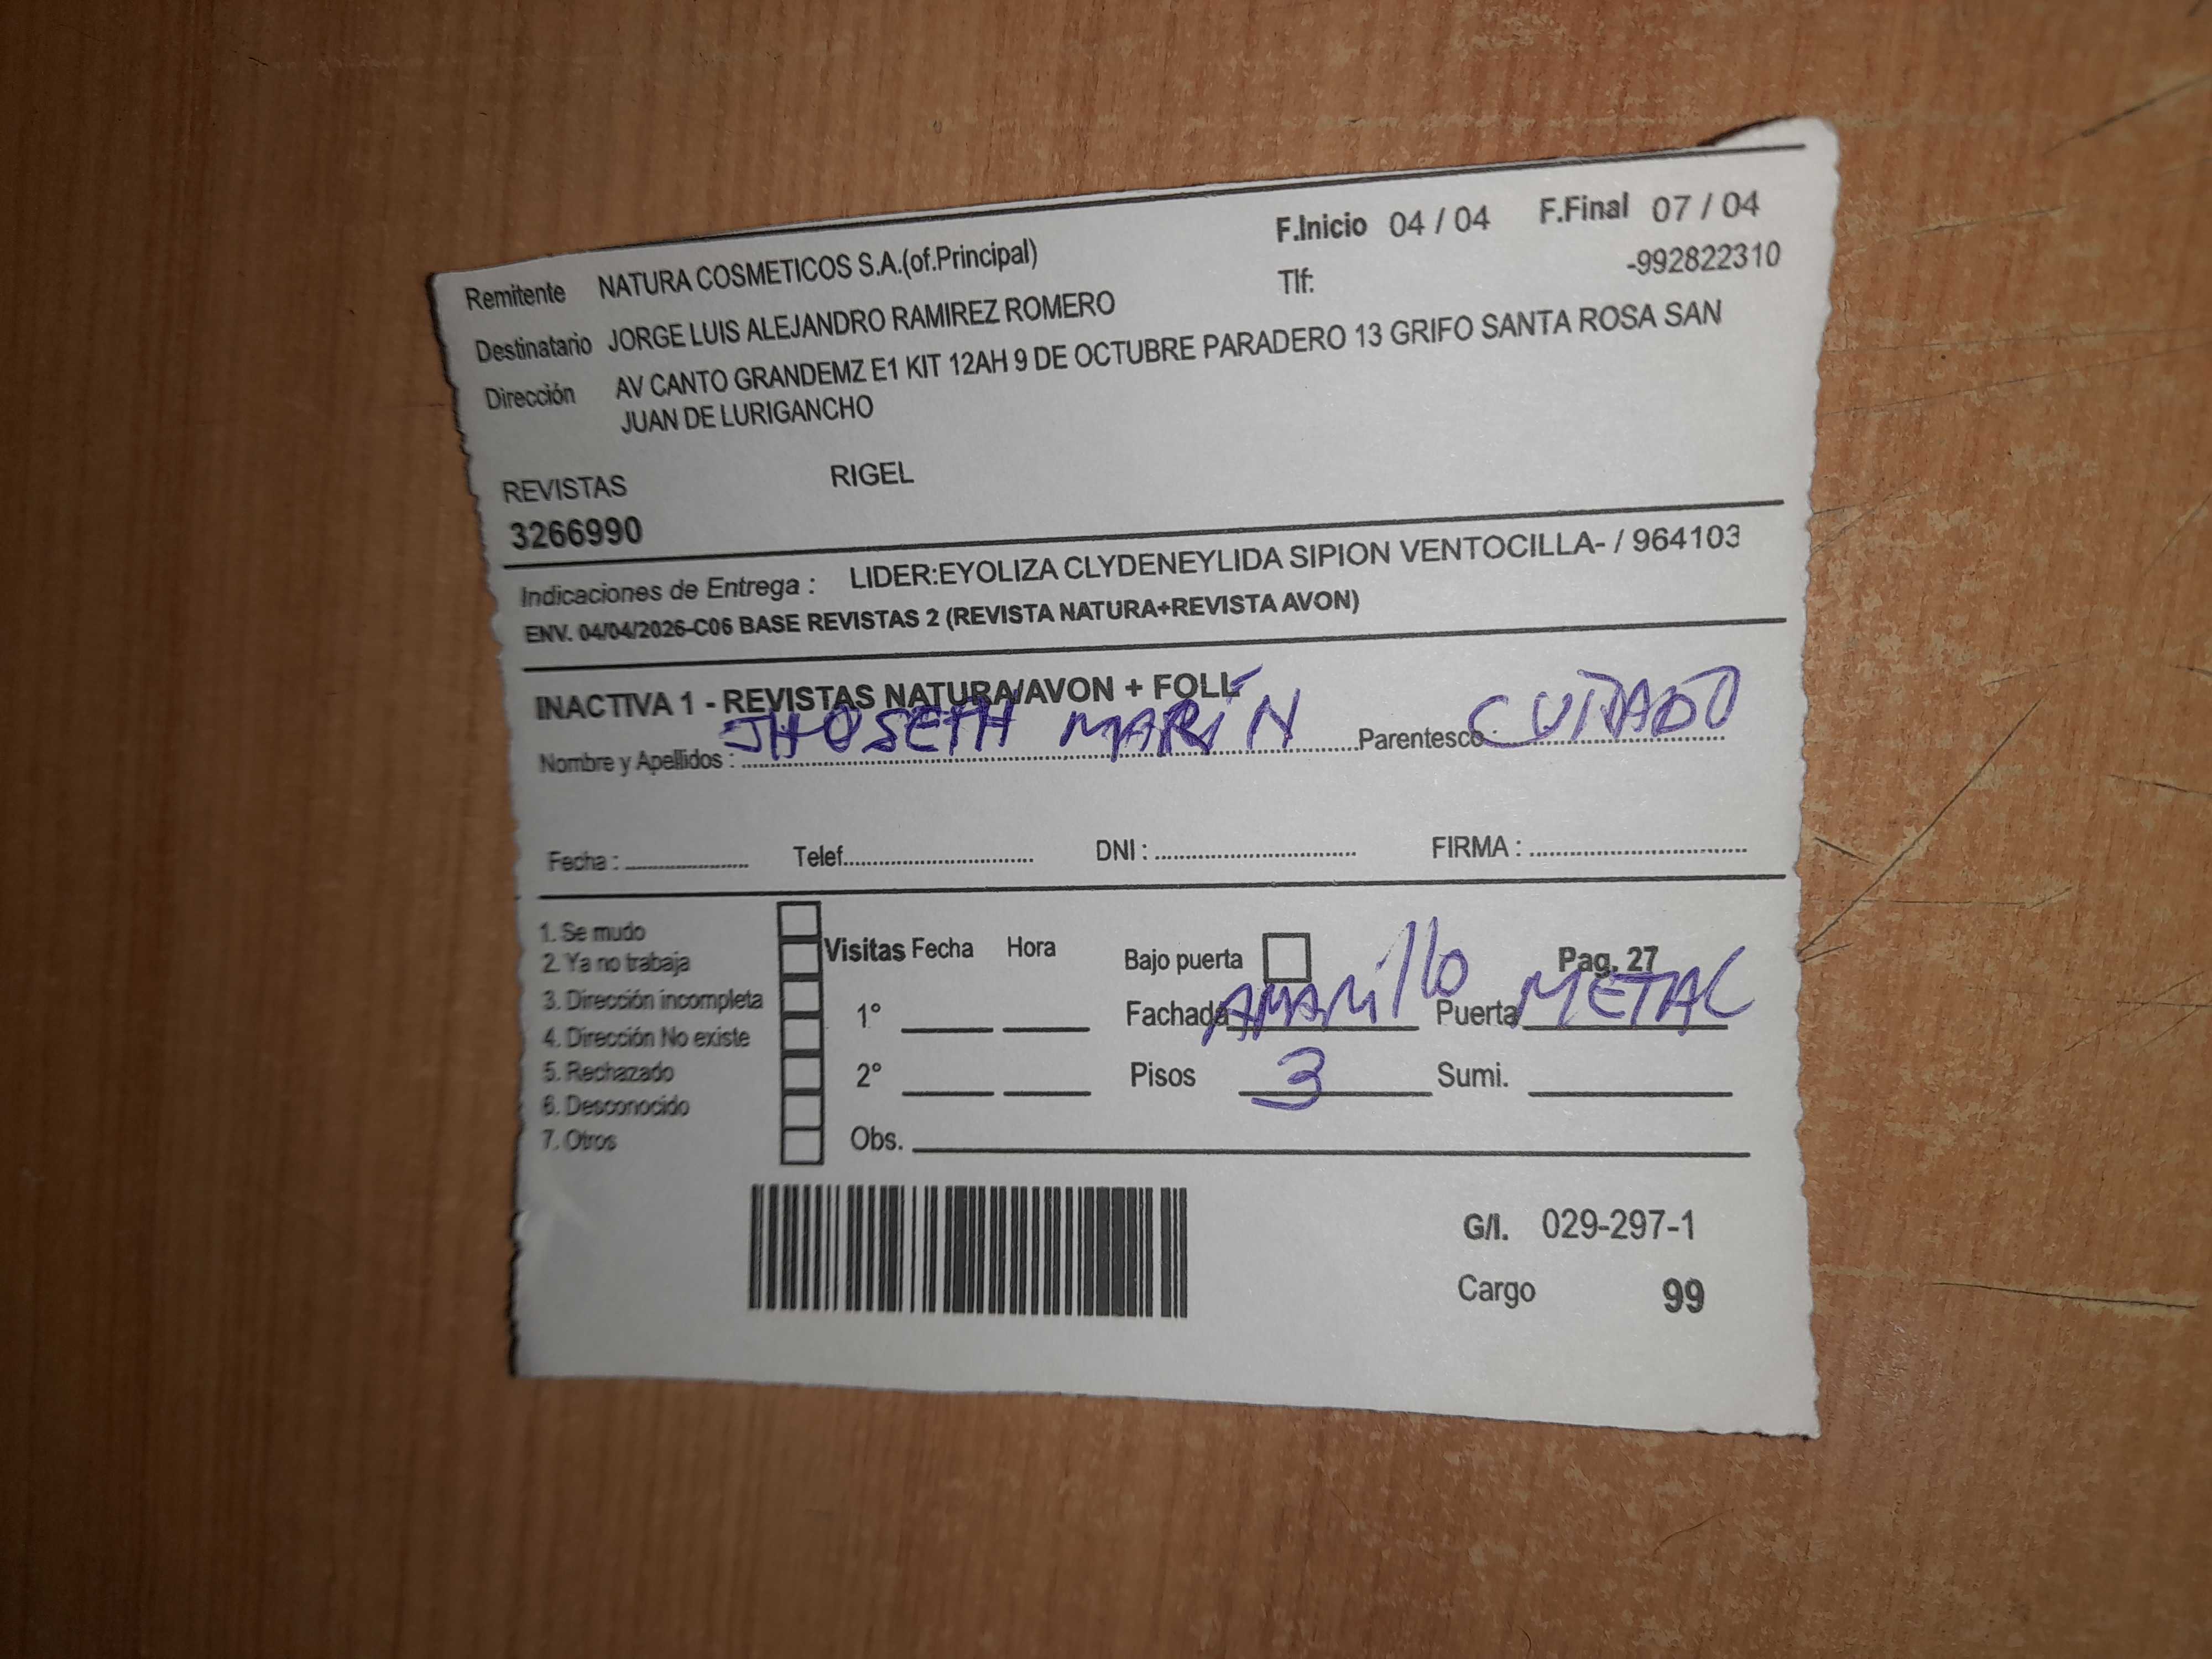 F.Inicio 04 / 04 F.Final 07 / 04
Remitente NATURA COSMETICOS S.A.(of.Principal) Tlf: -992822310
Destinatario JORGE LUIS ALEJANDRO RAMIREZ ROMERO
Dirección AV CANTO GRANDEMZ E1 KIT 12AH 9 DE OCTUBRE PARADERO 13 GRIFO SANTA ROSA SAN
JUAN DE LURIGANCHO
REVISTAS RIGEL
3266990
Indicaciones de Entrega : LIDER:EYOLIZA CLYDENEYLIDA SIPION VENTOCILLA- / 964103
ENV. 04/04/2026-C06 BASE REVISTAS 2 (REVISTA NATURA+REVISTA AVON)
INACTIVA 1 - REVISTAS NATURA/AVON + FOLL
Nombre y Apellidos : JHOSETH MARÍN Parentesco : CUÑADO
Fecha : Telef. DNI : FIRMA :
1. Se mudo
2. Ya no trabaja
3. Dirección incompleta
4. Dirección No existe
5. Rechazado
6. Desconocido
7. Otros
Visitas Fecha Hora Bajo puerta Pag. 27
1° Fachada AMARillo Puerta METAL
2° Pisos 3 Sumi.
Obs.
G/I. 029-297-1
Cargo 99